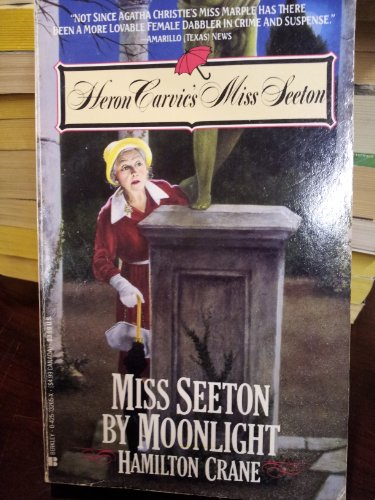 "NOT SINCE AGATHA CHRISTIE'S MISS MARPLE HAS THERE
BEEN A MORE LOVABLE FEMALE DABBLER IN CRIME AND SUSPENSE."
—AMARILLO (TEXAS) NEWS
Heron Carvic's Miss Seeton
MISS SEETON
BY MOONLIGHT
HAMILTON CRANE
BERKLEY